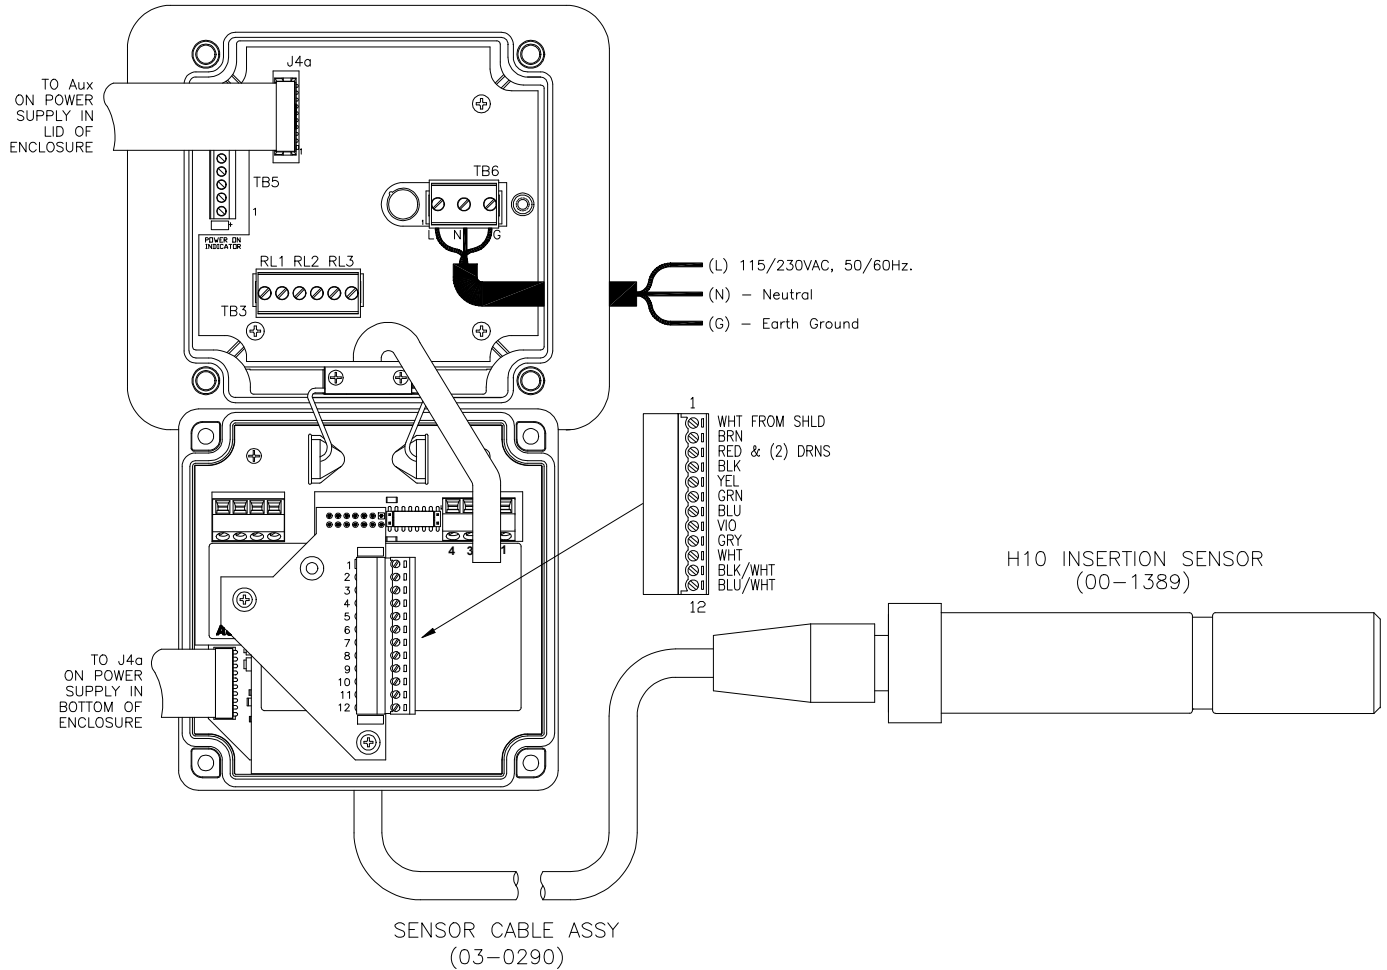 J4a
TO Aux
ON POWER
SUPPLY IN
LID OF
ENCLOSURE
1
TB5
1
+
POWER ON
INDICATOR
TB6
1
L N G
RL1 RL2 RL3
TB3
(L) 115/230VAC, 50/60Hz.
(N) – Neutral
(G) – Earth Ground
1
WHT FROM SHLD
BRN
RED & (2) DRNS
BLK
YEL
GRN
BLU
VIO
GRY
WHT
BLK/WHT
BLU/WHT
12
4 3 1
1
2
3
4
5
6
7
8
9
10
11
12
TO J4a
ON POWER
SUPPLY IN
BOTTOM OF
ENCLOSURE
H10 INSERTION SENSOR
(00–1389)
SENSOR CABLE ASSY
(03–0290)